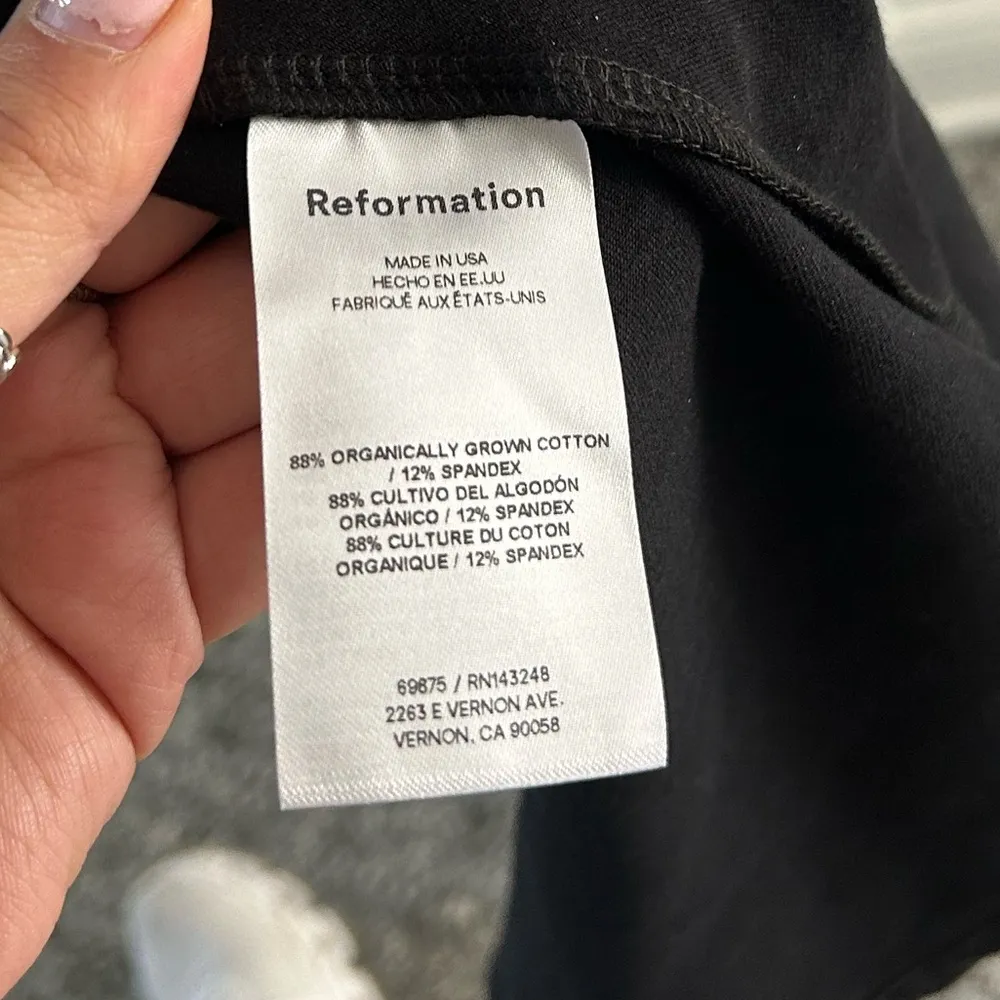 Reformation
MADE IN USA
HECHO EN EE.UU
FABRIQUÉ AUX ÉTATS-UNIS
88% ORGANICALLY GROWN COTTON
/ 12% SPANDEX
88% CULTIVO DEL ALGODÓN
ORGÁNICO / 12% SPANDEX
88% CULTURE DU COTON
ORGANIQUE / 12% SPANDEX
69875 / RN143248
2263 E VERNON AVE.
VERNON, CA 90058